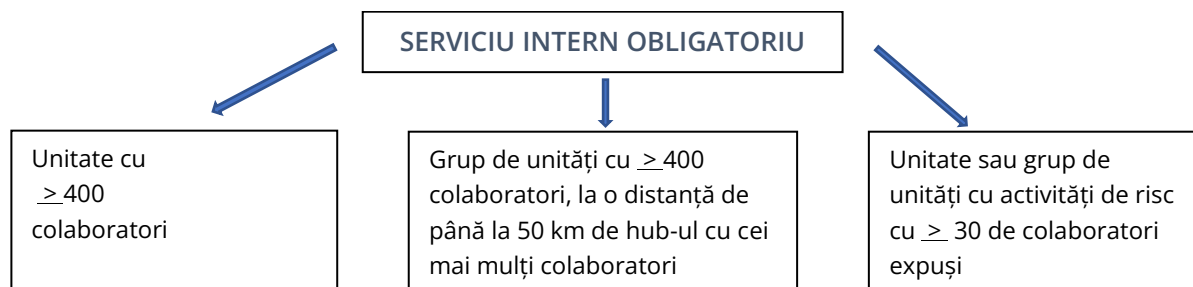 SERVICIU INTERN OBLIGATORIU
Unitate cu
> 400
colaboratori
Grup de unități cu > 400
colaboratori, la o distanță de
până la 50 km de hub-ul cu cei
mai mulți colaboratori
Unitate sau grup de
unități cu activități de risc
cu > 30 de colaboratori
expuși